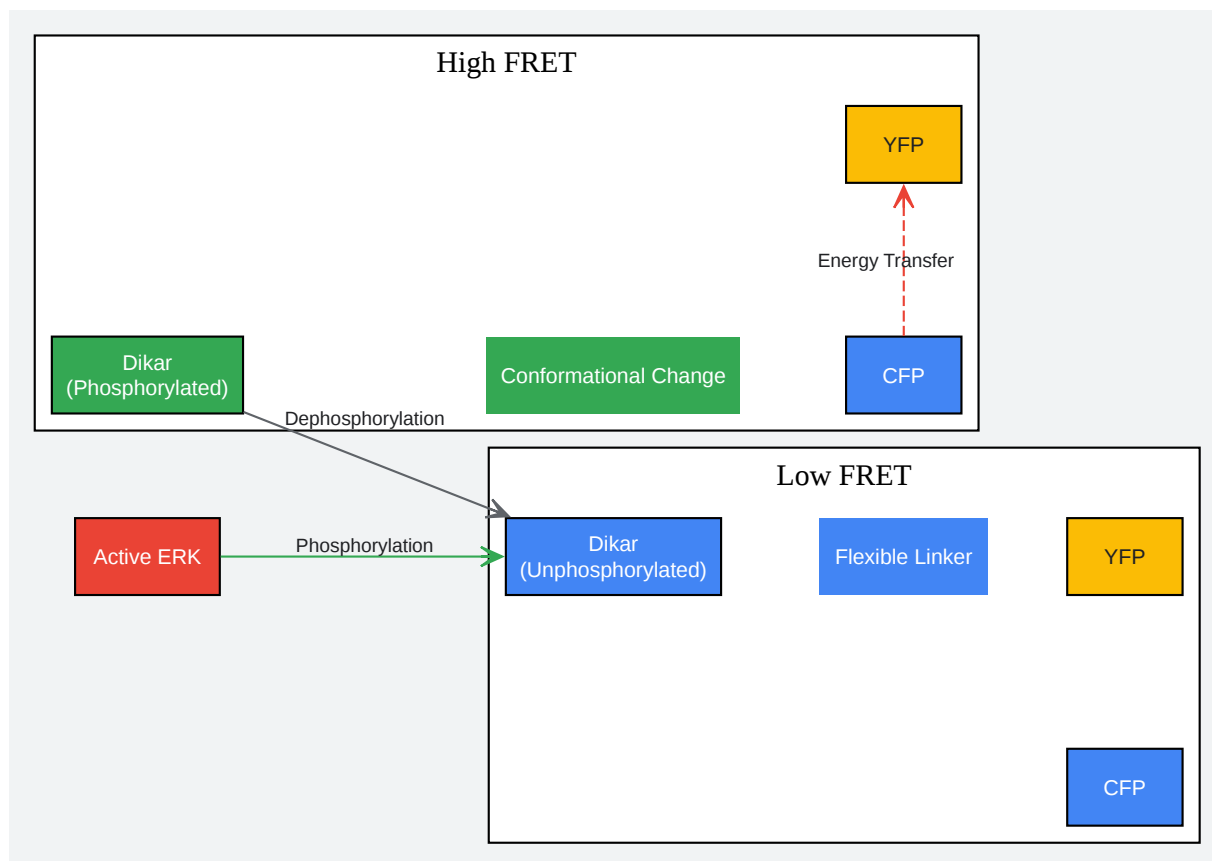 High FRET
YFP
Energy Transfer
Dikar
(Phosphorylated)
Conformational Change
CFP
Dephosphorylation
Low FRET
Active ERK
Phosphorylation
Dikar
(Unphosphorylated)
Flexible Linker
YFP
CFP